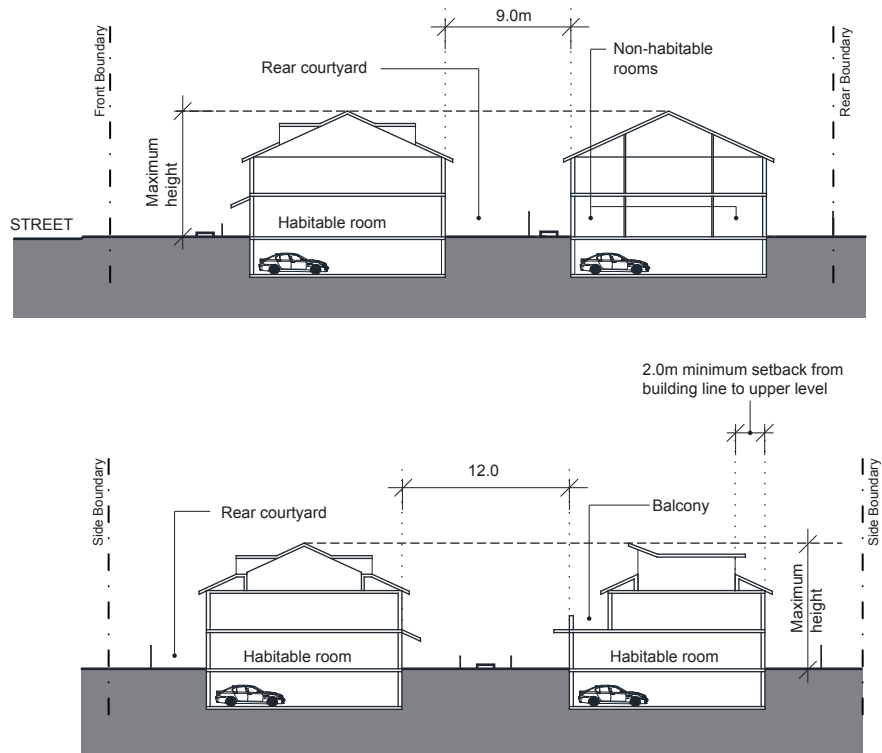 9.0m
Front Boundary
Rear courtyard
Non-habitable
rooms
Rear Boundary
Maximum
height
STREET
Habitable room
2.0m minimum setback from
building line to upper level
Side Boundary
12.0
Side Boundary
Rear courtyard
Balcony
Maximum
height
Habitable room
Habitable room